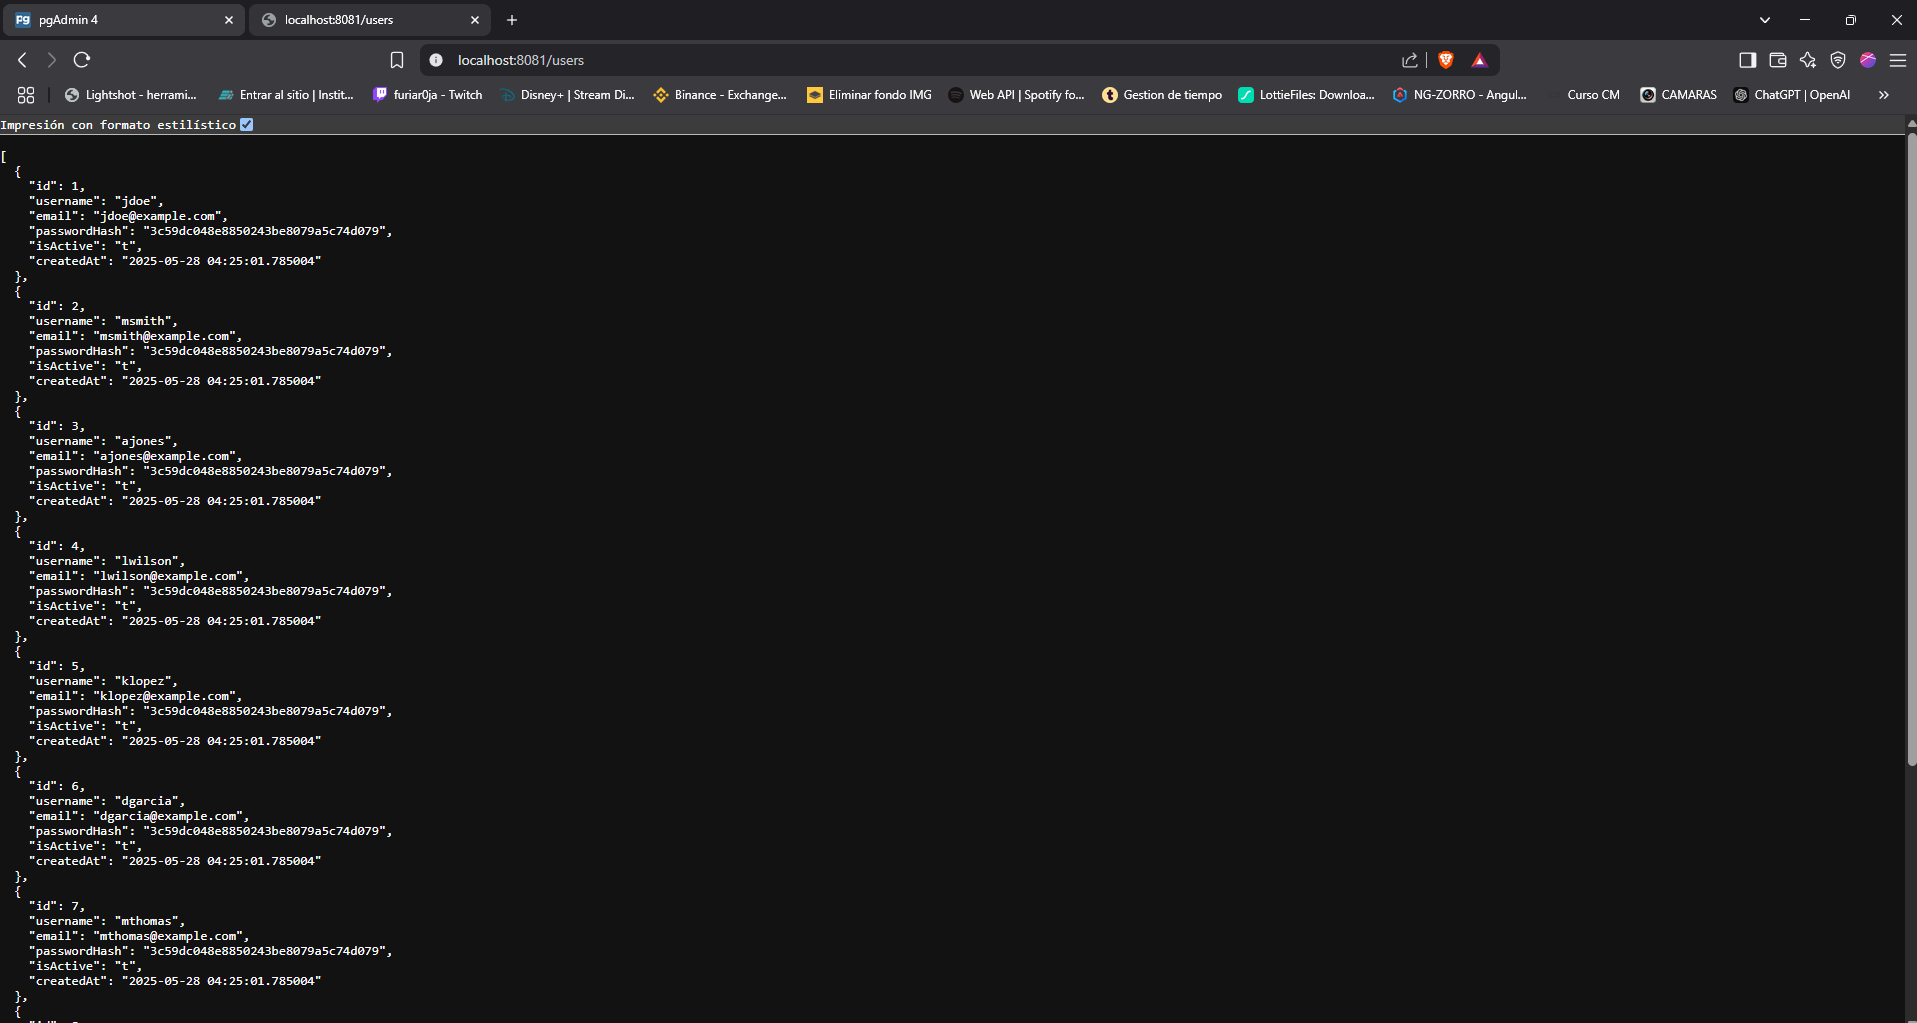 pgAdmin 4
localhost:8081/users
localhost:8081/users
Lightshot - herrami...
Entrar al sitio | Instit...
furiar0ja - Twitch
Disney+ | Stream Di...
Binance - Exchange...
Eliminar fondo IMG
Web API | Spotify fo...
Gestion de tiempo
LottieFiles: Downloa...
NG-ZORRO - Angul...
Curso CM
CAMARAS
ChatGPT | OpenAI
Impresión con formato estilístico
[
  {
    "id": 1,
    "username": "jdoe",
    "email": "jdoe@example.com",
    "passwordHash": "3c59dc048e8850243be8079a5c74d079",
    "isActive": "t",
    "createdAt": "2025-05-28 04:25:01.785004"
  },
  {
    "id": 2,
    "username": "msmith",
    "email": "msmith@example.com",
    "passwordHash": "3c59dc048e8850243be8079a5c74d079",
    "isActive": "t",
    "createdAt": "2025-05-28 04:25:01.785004"
  },
  {
    "id": 3,
    "username": "ajones",
    "email": "ajones@example.com",
    "passwordHash": "3c59dc048e8850243be8079a5c74d079",
    "isActive": "t",
    "createdAt": "2025-05-28 04:25:01.785004"
  },
  {
    "id": 4,
    "username": "lwilson",
    "email": "lwilson@example.com",
    "passwordHash": "3c59dc048e8850243be8079a5c74d079",
    "isActive": "t",
    "createdAt": "2025-05-28 04:25:01.785004"
  },
  {
    "id": 5,
    "username": "klopez",
    "email": "klopez@example.com",
    "passwordHash": "3c59dc048e8850243be8079a5c74d079",
    "isActive": "t",
    "createdAt": "2025-05-28 04:25:01.785004"
  },
  {
    "id": 6,
    "username": "dgarcia",
    "email": "dgarcia@example.com",
    "passwordHash": "3c59dc048e8850243be8079a5c74d079",
    "isActive": "t",
    "createdAt": "2025-05-28 04:25:01.785004"
  },
  {
    "id": 7,
    "username": "mthomas",
    "email": "mthomas@example.com",
    "passwordHash": "3c59dc048e8850243be8079a5c74d079",
    "isActive": "t",
    "createdAt": "2025-05-28 04:25:01.785004"
  },
  {